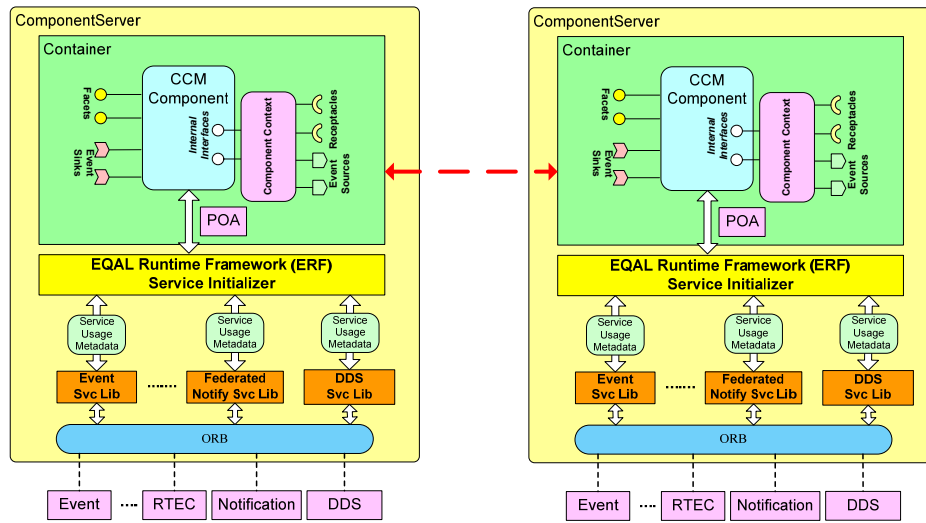 ComponentServer
Container
CCM
Component
Facets
Event
Sinks
Internal
Interfaces
Component Context
Receptacles
Event
Sources
POA
EQAL Runtime Framework (ERF)
Service Initializer
Service
Usage
Metadata
Service
Usage
Metadata
Service
Usage
Metadata
Event
Svc Lib
........
Federated
Notify Svc Lib
DDS
Svc Lib
ORB
Event
....
RTEC
Notification
DDS
ComponentServer
Container
CCM
Component
Facets
Event
Sinks
Internal
Interfaces
Component Context
Receptacles
Event
Sources
POA
EQAL Runtime Framework (ERF)
Service Initializer
Service
Usage
Metadata
Service
Usage
Metadata
Service
Usage
Metadata
Event
Svc Lib
........
Federated
Notify Svc Lib
DDS
Svc Lib
ORB
Event
....
RTEC
Notification
DDS